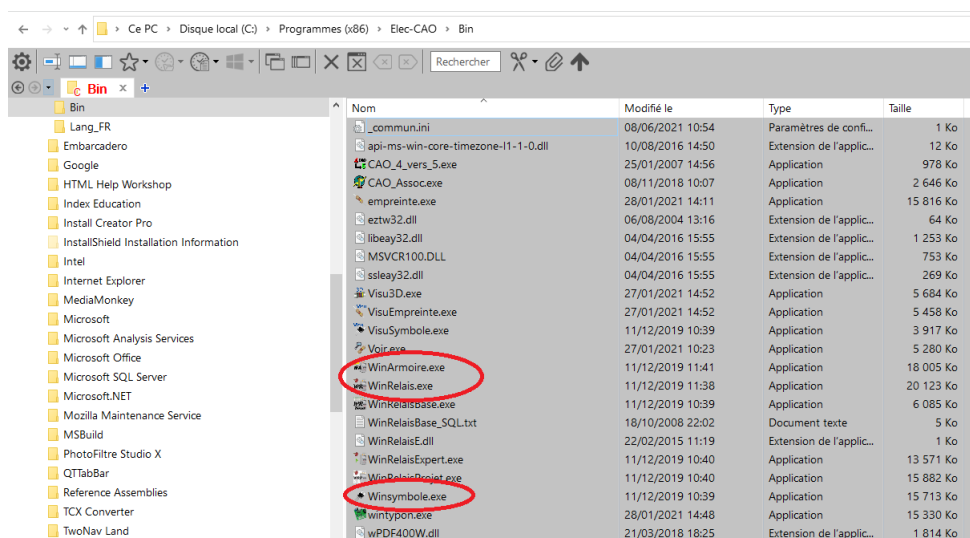 Ce PC > Disque local (C:) > Programmes (x86) > Elec-CAO > Bin
Rechercher
Bin
Bin
Lang_FR
Embarcadero
Google
HTML Help Workshop
Index Education
Install Creator Pro
InstallShield Installation Information
Intel
Internet Explorer
MediaMonkey
Microsoft
Microsoft Analysis Services
Microsoft Office
Microsoft SQL Server
Microsoft.NET
Mozilla Maintenance Service
MSBuild
PhotoFiltre Studio X
QTTabBar
Reference Assemblies
TCX Converter
TwoNav Land
Nom Modifié le Type Taille
_commun.ini 08/06/2021 10:54 Paramètres de confi... 1 Ko
api-ms-win-core-timezone-l1-1-0.dll 10/08/2016 14:50 Extension de l'applic... 12 Ko
CAO_4_vers_5.exe 25/01/2007 14:56 Application 978 Ko
CAO_Assoc.exe 08/11/2018 10:07 Application 2 646 Ko
empreinte.exe 28/01/2021 14:11 Application 15 816 Ko
eztw32.dll 06/08/2004 13:16 Extension de l'applic... 64 Ko
libeay32.dll 04/04/2016 15:55 Extension de l'applic... 1 253 Ko
MSVCR100.DLL 04/04/2016 15:55 Extension de l'applic... 753 Ko
ssleay32.dll 04/04/2016 15:55 Extension de l'applic... 269 Ko
Visu3D.exe 27/01/2021 14:52 Application 5 684 Ko
VisuEmpreinte.exe 27/01/2021 14:52 Application 5 458 Ko
VisuSymbole.exe 11/12/2019 10:39 Application 3 917 Ko
Voir.exe 27/01/2021 10:23 Application 5 280 Ko
WinArmoire.exe 11/12/2019 11:41 Application 18 005 Ko
WinRelais.exe 11/12/2019 11:38 Application 20 123 Ko
WinRelaisBase.exe 11/12/2019 10:39 Application 6 085 Ko
WinRelaisBase_SQL.txt 18/10/2008 22:02 Document texte 5 Ko
WinRelaisE.dll 22/02/2015 11:19 Extension de l'applic... 1 Ko
WinRelaisExpert.exe 11/12/2019 10:40 Application 13 571 Ko
WinRelaisProjet.exe 11/12/2019 10:40 Application 15 882 Ko
Winsymbole.exe 11/12/2019 10:39 Application 15 713 Ko
wintypon.exe 28/01/2021 14:48 Application 15 330 Ko
wPDF400W.dll 21/03/2018 18:25 Extension de l'applic... 1 814 Ko